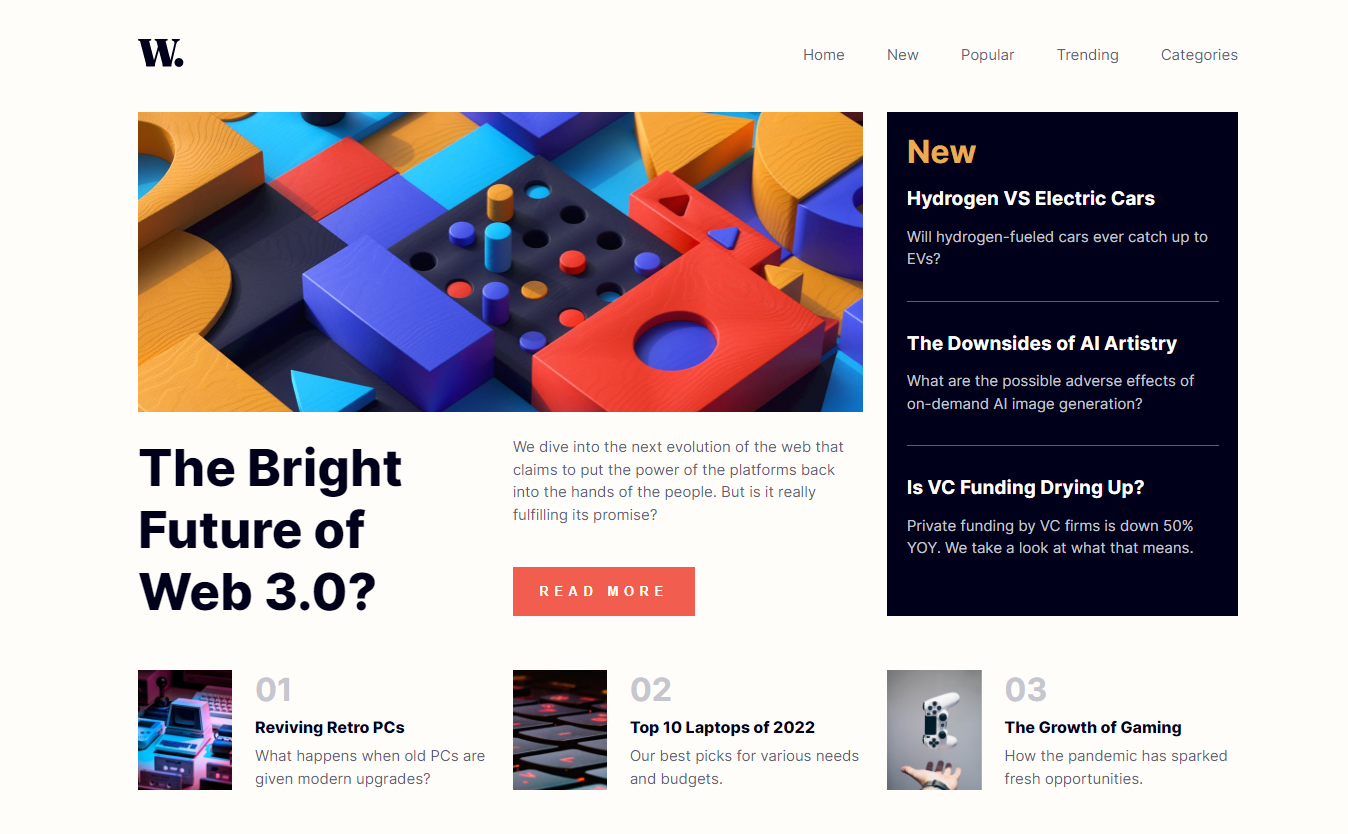 W.
Home New Popular Trending Categories
The Bright
Future of
Web 3.0?
We dive into the next evolution of the web that
claims to put the power of the platforms back
into the hands of the people. But is it really
fulfilling its promise?
READ MORE
New
Hydrogen VS Electric Cars
Will hydrogen-fueled cars ever catch up to
EVs?
The Downsides of AI Artistry
What are the possible adverse effects of
on-demand AI image generation?
Is VC Funding Drying Up?
Private funding by VC firms is down 50%
YOY. We take a look at what that means.
01
Reviving Retro PCs
What happens when old PCs are
given modern upgrades?
02
Top 10 Laptops of 2022
Our best picks for various needs
and budgets.
03
The Growth of Gaming
How the pandemic has sparked
fresh opportunities.